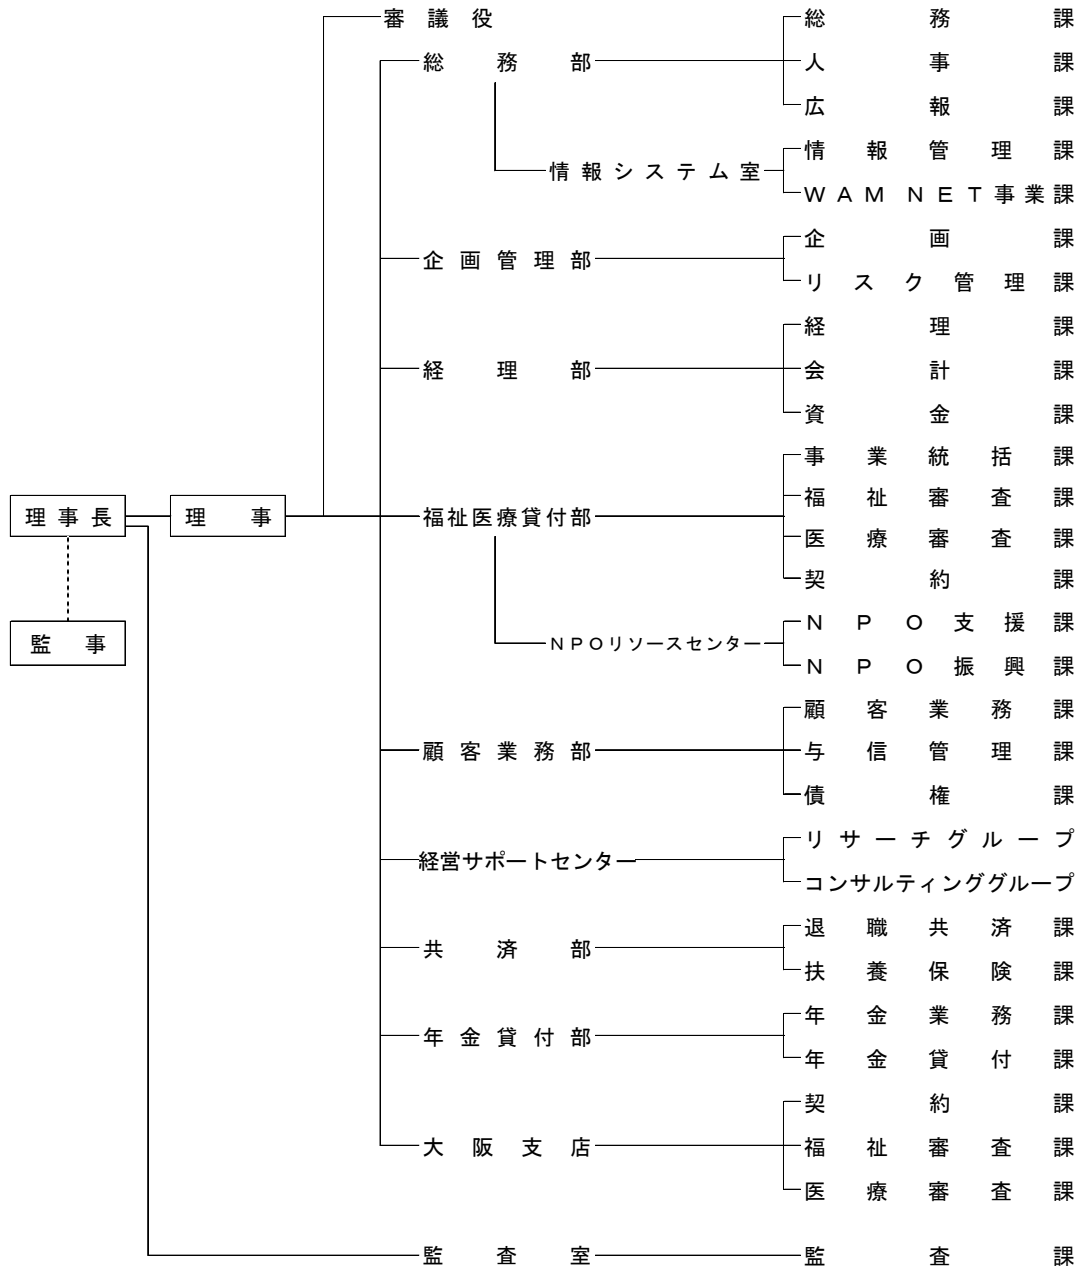 審議役
総務課
総務部
人事課
広報課
情報管理課
情報システム室
WAM NET事業課
企画課
企画管理部
リスク管理課
経理課
経理部
会計課
資金課
事業統括課
福祉審査課
理事長
理事
福祉医療貸付部
医療審査課
契約課
監事
NPO支援課
NPOリソースセンター
NPO振興課
顧客業務課
顧客業務部
与信管理課
債権課
リサーチグループ
経営サポートセンター
コンサルティンググループ
退職共済課
共済部
扶養保険課
年金業務課
年金貸付部
年金貸付課
契約課
大阪支店
福祉審査課
医療審査課
監査室
監査課